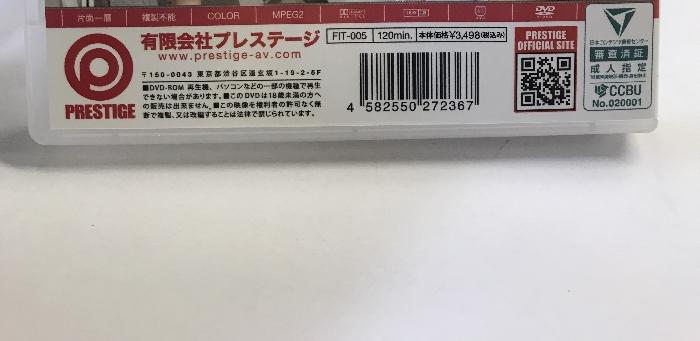 片面一層 複製不能 COLOR MPEG2
DVD
有限会社プレステージ
www.prestige-av.com
〒150-0043 東京都渋谷区道玄坂1-19-2-5F
■DVD-ROM 再生機、パソコンなどの一部の機種で再生
できない場合があります。■このDVDは18歳未満の方へ
の販売は出来ません。■この映像を権利者の許可なく無
断で複製、又は改編することは法律で禁じられています。
PRESTIGE
FIT-005 120min. 本体価格¥3,498(税込み)
4 582550 272367
PRESTIGE
OFFICIAL SITE
日本コンテンツ審査センター
審査済証
成人指定
CCBU
No.020001